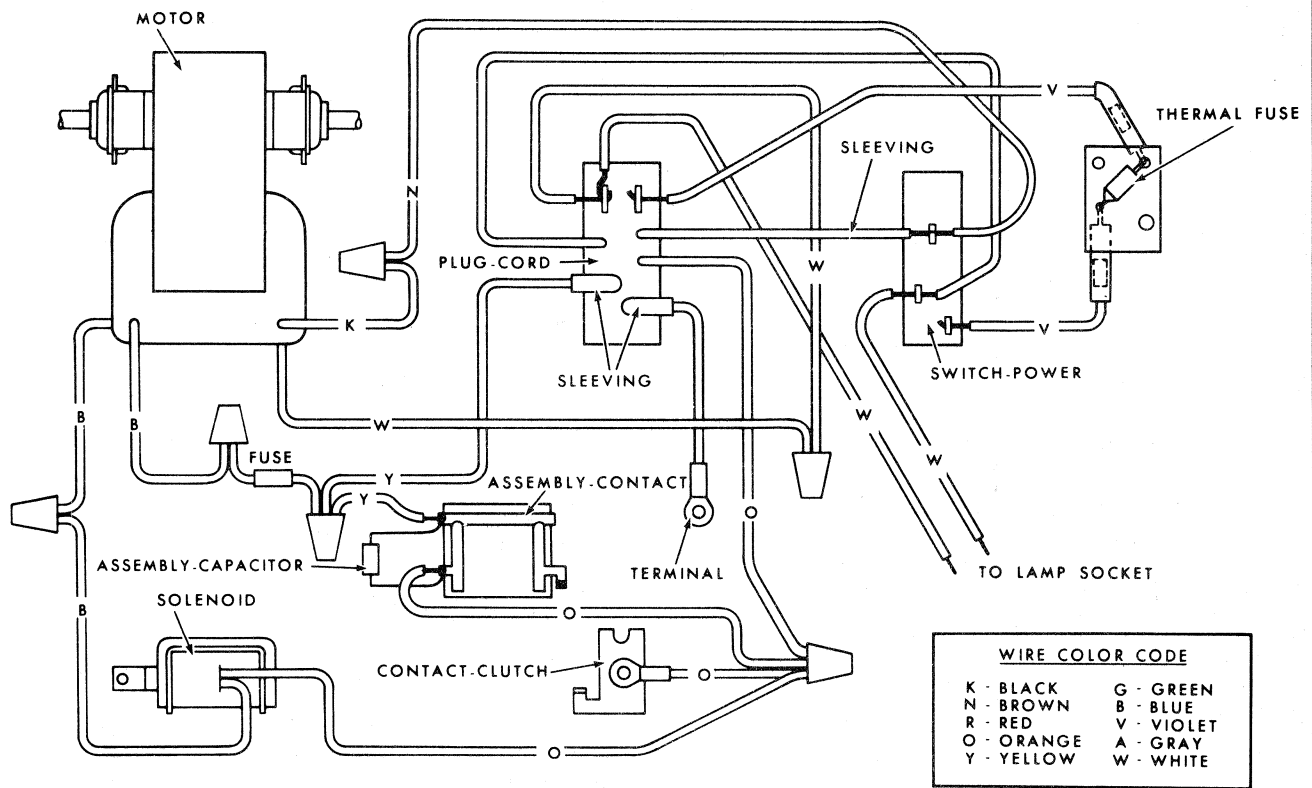 MOTOR
THERMAL FUSE
V
SLEEVING
N
PLUG-CORD
W
K
V
SLEEVING
SWITCH-POWER
B
B
W
W
FUSE
W
Y
Y
ASSEMBLY-CONTACT
O
ASSEMBLY-CAPACITOR
TERMINAL
TO LAMP SOCKET
SOLENOID
B
O
CONTACT-CLUTCH
O
O
WIRE COLOR CODE
K - BLACK G - GREEN
N - BROWN B - BLUE
R - RED V - VIOLET
O - ORANGE A - GRAY
Y - YELLOW W - WHITE